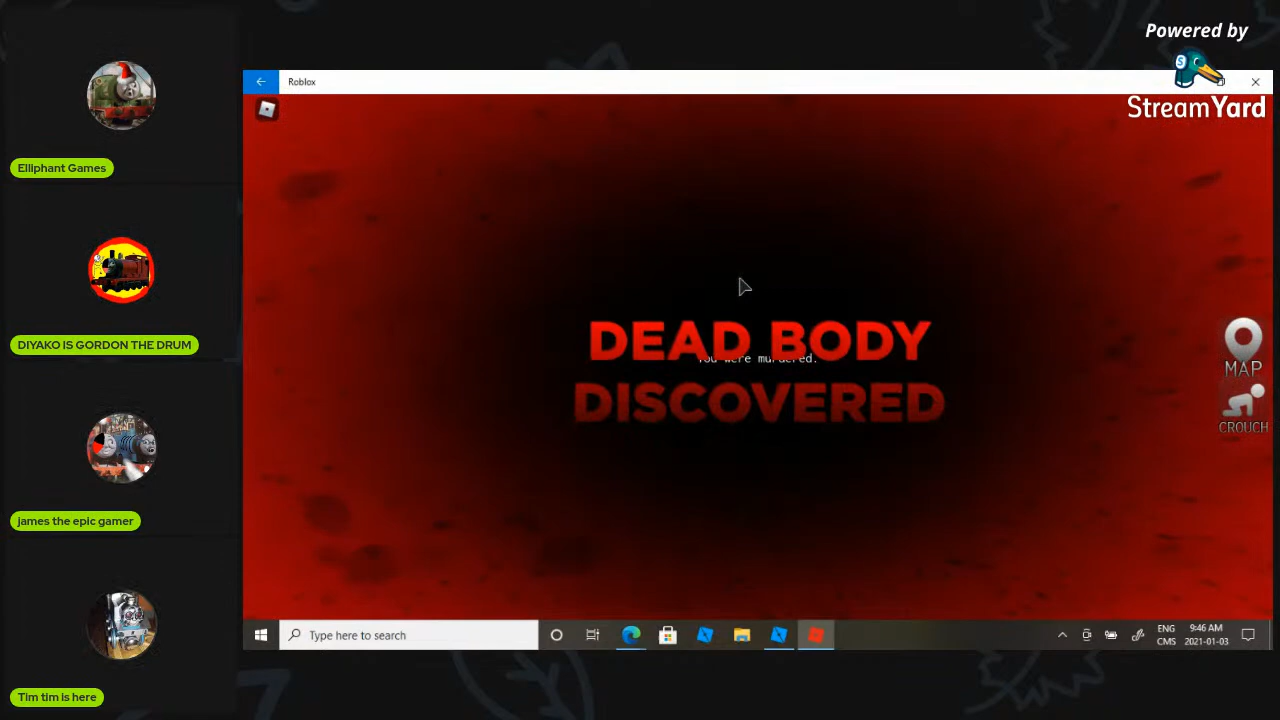 Powered by
StreamYard
Roblox
Elliphant Games
DIYAKO IS GORDON THE DRUM
james the epic gamer
Tim tim is here
DEAD BODY
You were murdered.
DISCOVERED
MAP
CROUCH
Type here to search
ENG
CMS
9:46 AM
2021-01-03